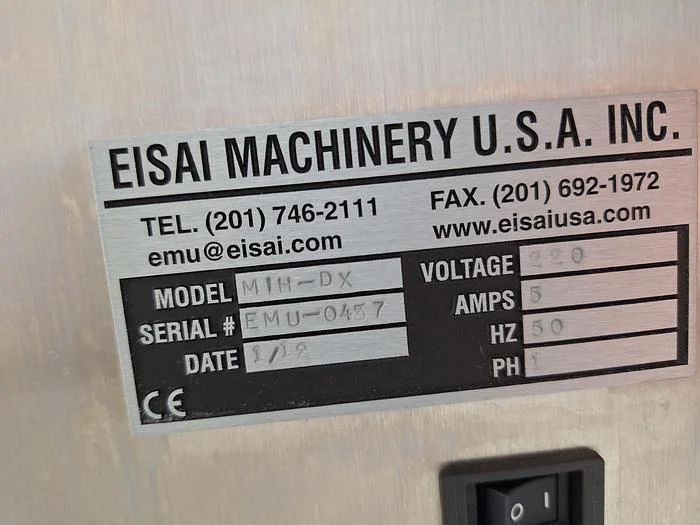 EISAI MACHINERY U.S.A. INC.
TEL. (201) 746-2111 FAX. (201) 692-1972
emu@eisai.com www.eisaiusa.com
MODEL MIH-DX VOLTAGE 220
SERIAL # EMU-0437 AMPS 5
DATE 1/12 HZ 50
PH 1
CE
O I